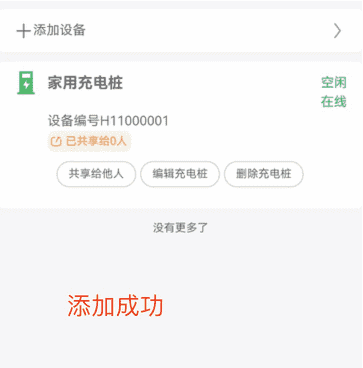 添加设备
家用充电桩
空闲
在线
设备编号H11000001
已共享给0人
共享给他人 编辑充电桩 删除充电桩
没有更多了
添加成功